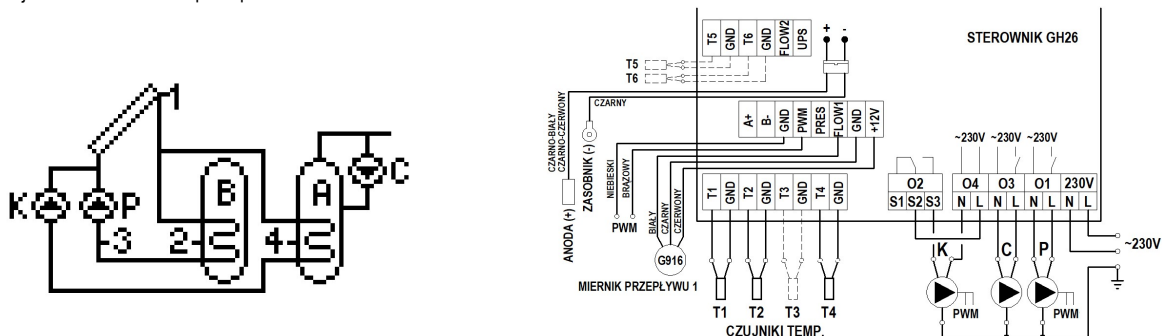 1
B
A
C
K
P
3
2
4
+ -
STEROWNIK GH26
T5 GND T6 GND FLOW2 UPS
T5
T6
CZARNY
CZARNO-BIAŁY
CZARNO-CZERWONY
ANODA (+)
ZASOBNIK (-)
A+ B- GND PWM PRES FLOW1 GND +12V
NIEBIESKI
BRĄZOWY
PWM
BIAŁY
CZARNY
CZERWONY
G916
MIERNIK PRZEPŁYWU 1
T1 GND T2 GND T3 GND T4 GND
T1 T2 T3 T4
CZUJNIKI TEMP.
~230V ~230V ~230V
O2 O4 O3 O1 230V
S1 S2 S3 N L N L N L N L
~230V
K C P
PWM PWM